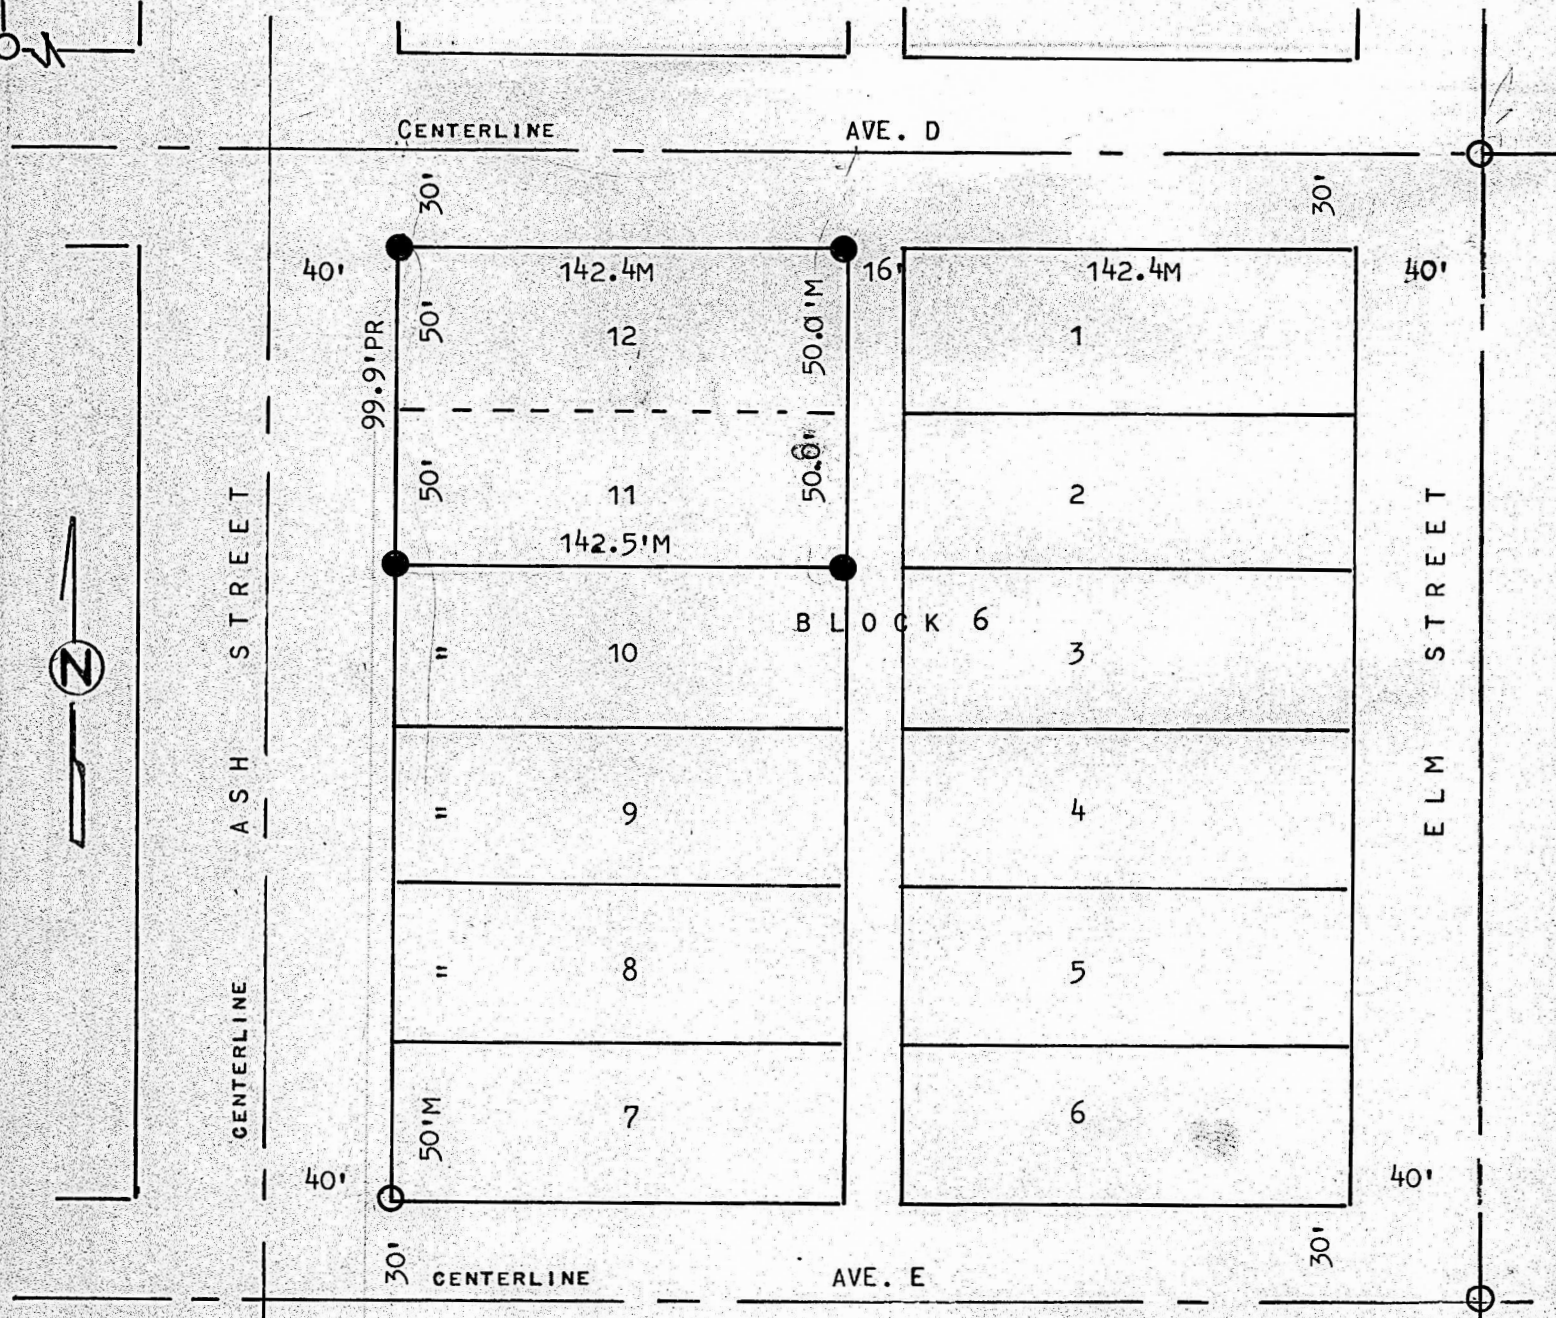 CENTERLINE AVE. D
30' 30'
40' 142.4M 16' 142.4M 40'
50' 12 50.0'M 1
99.9'PR
50' 11 2
142.5'M
BLOCK 6
" 10 3
" 9 4
" 8 5
50'M 7 6
40' 40'
30' 30'
CENTERLINE AVE. E
CENTERLINE ASH STREET
ELM STREET
N